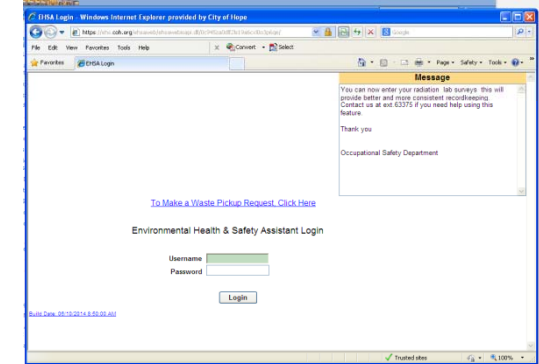 EHSA Login - Windows Internet Explorer provided by City of Hope
File Edit View Favorites Tools Help
Convert
Select
Google
Favorites
EHSA Login
Page Safety Tools
Message
You can now enter your radiation lab surveys this will
provide better and more consistent recordkeeping.
Contact us at ext.63375 if you need help using this
feature
Thank you
Occupational Safety Department
To Make a Waste Pickup Request, Click Here
Environmental Health & Safety Assistant Login
Username
Password
Login
Trusted sites
100%